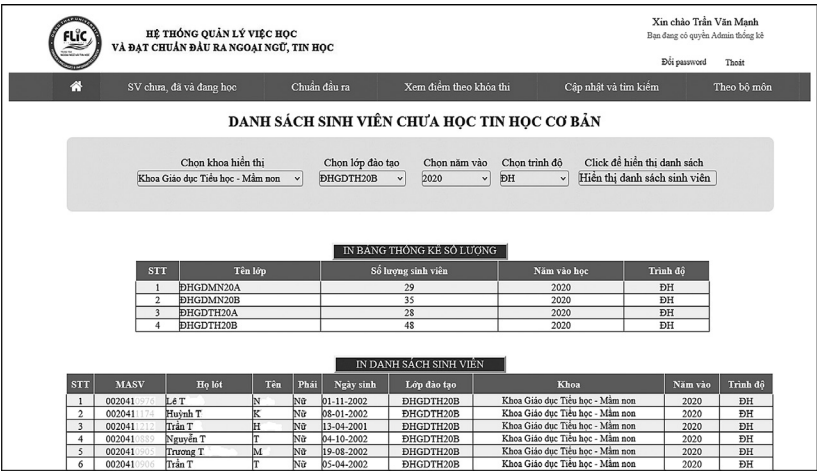 FLiC
HỆ THỐNG QUẢN LÝ VIỆC HỌC
VÀ ĐẠT CHUẨN ĐẦU RA NGOẠI NGỮ, TIN HỌC
Xin chào Trần Văn Mạnh
Bạn đang có quyền Admin thống kê
Đổi password Thoát
SV chưa, đã và đang học Chuẩn đầu ra Xem điểm theo khóa thi Cập nhật và tìm kiếm Theo bộ môn
DANH SÁCH SINH VIÊN CHƯA HỌC TIN HỌC CƠ BẢN
Chọn khoa hiển thị Chọn lớp đào tạo Chọn năm vào Chọn trình độ Click để hiển thị danh sách
Khoa Giáo dục Tiểu học - Mầm non ĐHGDTH20B 2020 ĐH Hiển thị danh sách sinh viên
IN BẢNG THỐNG KÊ SỐ LƯỢNG
STT Tên lớp Số lượng sinh viên Năm vào học Trình độ
1 ĐHGDMN20A 29 2020 ĐH
2 ĐHGDMN20B 35 2020 ĐH
3 ĐHGDTH20A 28 2020 ĐH
4 ĐHGDTH20B 48 2020 ĐH
IN DANH SÁCH SINH VIÊN
STT MASV Họ lót Tên Phái Ngày sinh Lớp đào tạo Khoa Năm vào Trình độ
1 0020410976 Lê T N Nữ 01-11-2002 ĐHGDTH20B Khoa Giáo dục Tiểu học - Mầm non 2020 ĐH
2 0020411174 Huỳnh T K Nữ 08-01-2002 ĐHGDTH20B Khoa Giáo dục Tiểu học - Mầm non 2020 ĐH
3 0020411212 Trần T H Nữ 13-04-2001 ĐHGDTH20B Khoa Giáo dục Tiểu học - Mầm non 2020 ĐH
4 0020410889 Nguyễn T T Nữ 04-10-2002 ĐHGDTH20B Khoa Giáo dục Tiểu học - Mầm non 2020 ĐH
5 0020410905 Trương T M Nữ 19-08-2002 ĐHGDTH20B Khoa Giáo dục Tiểu học - Mầm non 2020 ĐH
6 0020410906 Trần T T Nữ 05-04-2002 ĐHGDTH20B Khoa Giáo dục Tiểu học - Mầm non 2020 ĐH